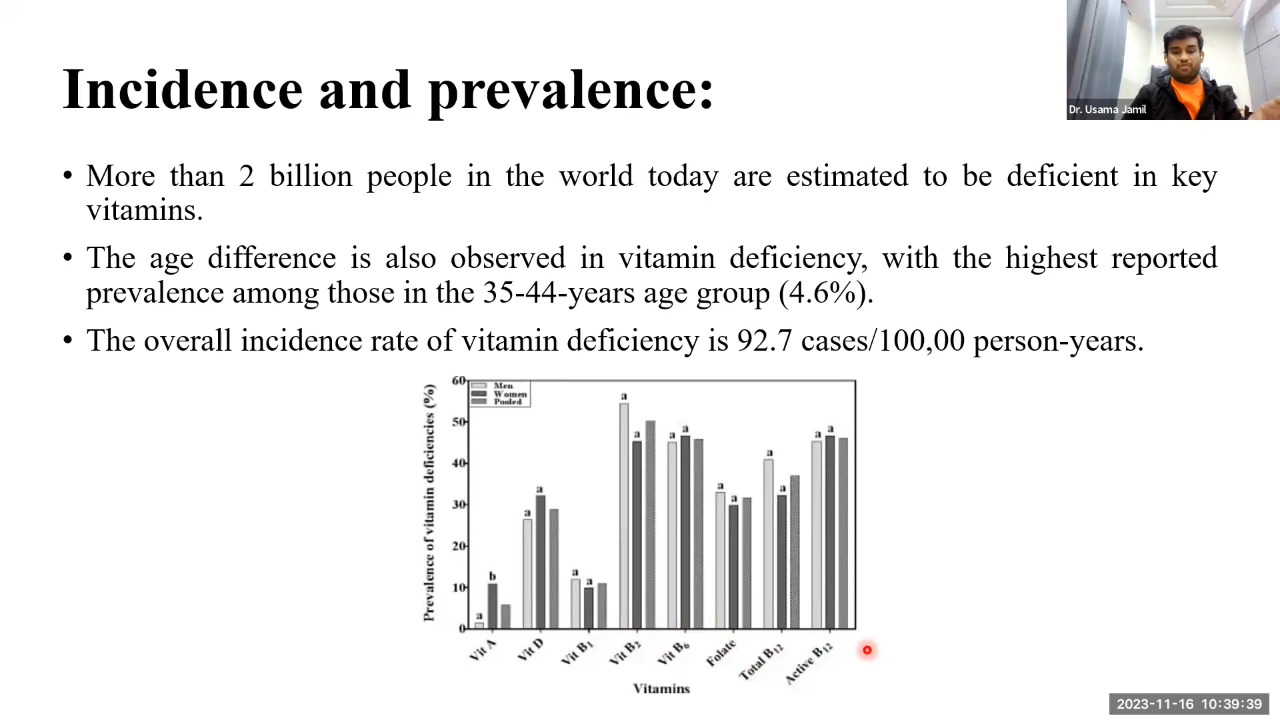 Incidence and prevalence:
Dr. Usama Jamil
• More than 2 billion people in the world today are estimated to be deficient in key
vitamins.
• The age difference is also observed in vitamin deficiency, with the highest reported
prevalence among those in the 35-44-years age group (4.6%).
• The overall incidence rate of vitamin deficiency is 92.7 cases/100,00 person-years.
Prevalence of vitamin deficiencies (%)
60
50
40
30
20
10
0
Men
Women
Pooled
a b
a a
a a
a a
a a
a a
a a
a a
Vit A
Vit D
Vit B₁
Vit B₂
Vit B₆
Folate
Total B₁₂
Active B₁₂
Vitamins
2023-11-16 10:39:39